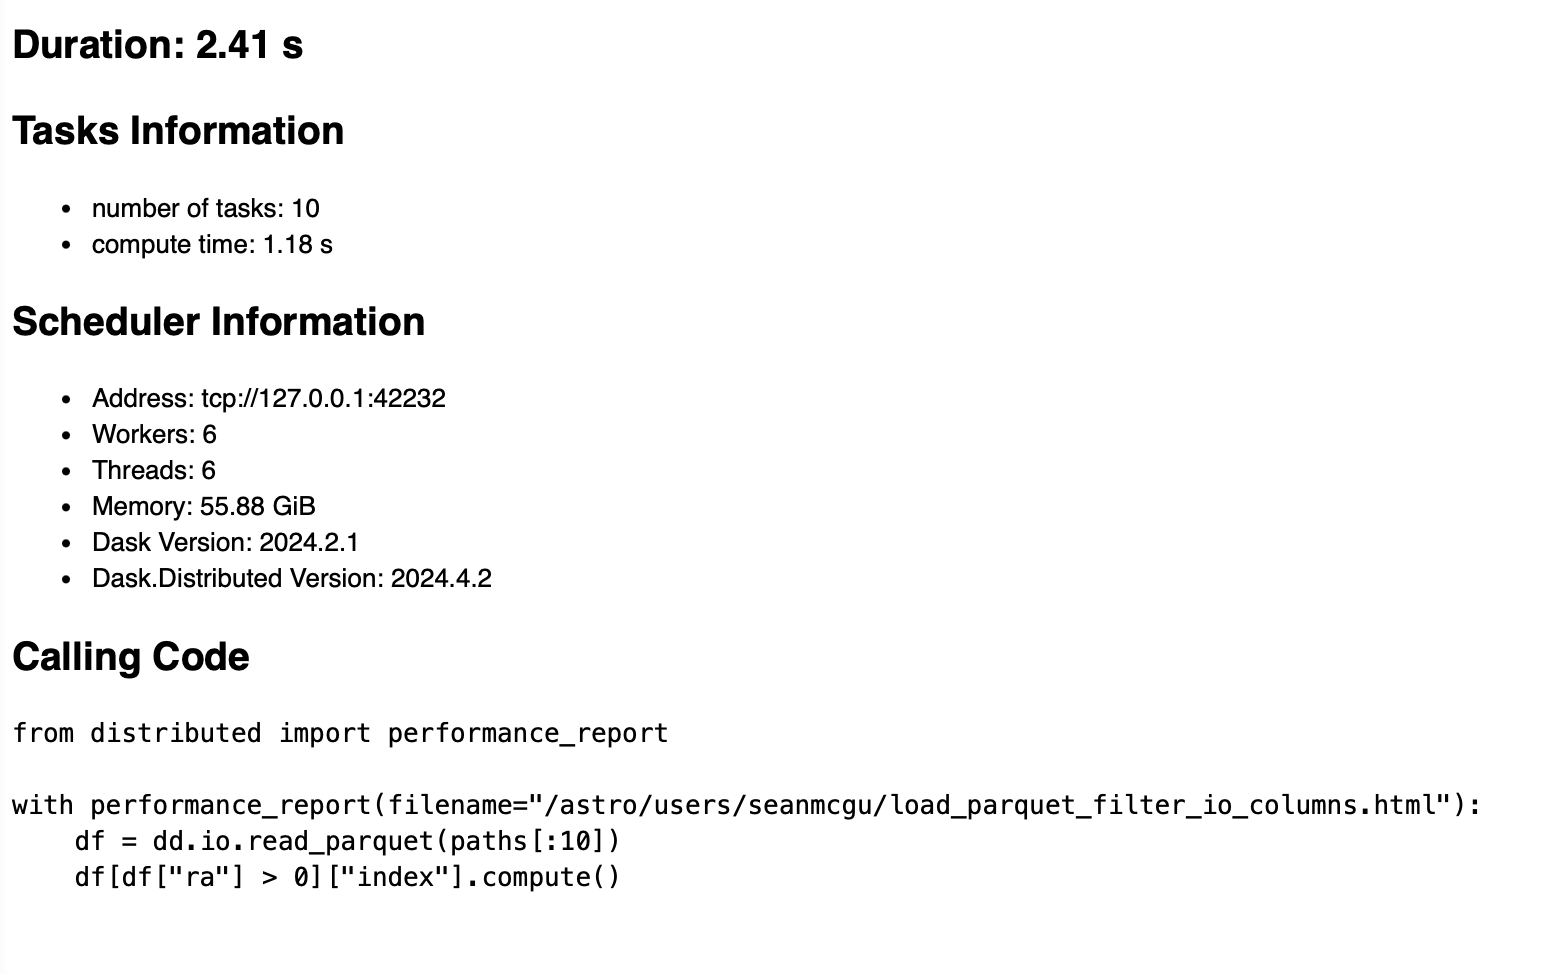 Duration: 2.41 s
Tasks Information
• number of tasks: 10
• compute time: 1.18 s
Scheduler Information
• Address: tcp://127.0.0.1:42232
• Workers: 6
• Threads: 6
• Memory: 55.88 GiB
• Dask Version: 2024.2.1
• Dask.Distributed Version: 2024.4.2
Calling Code
from distributed import performance_report
with performance_report(filename="/astro/users/seanmcgu/load_parquet_filter_io_columns.html"):
    df = dd.io.read_parquet(paths[:10])
    df[df["ra"] > 0]["index"].compute()